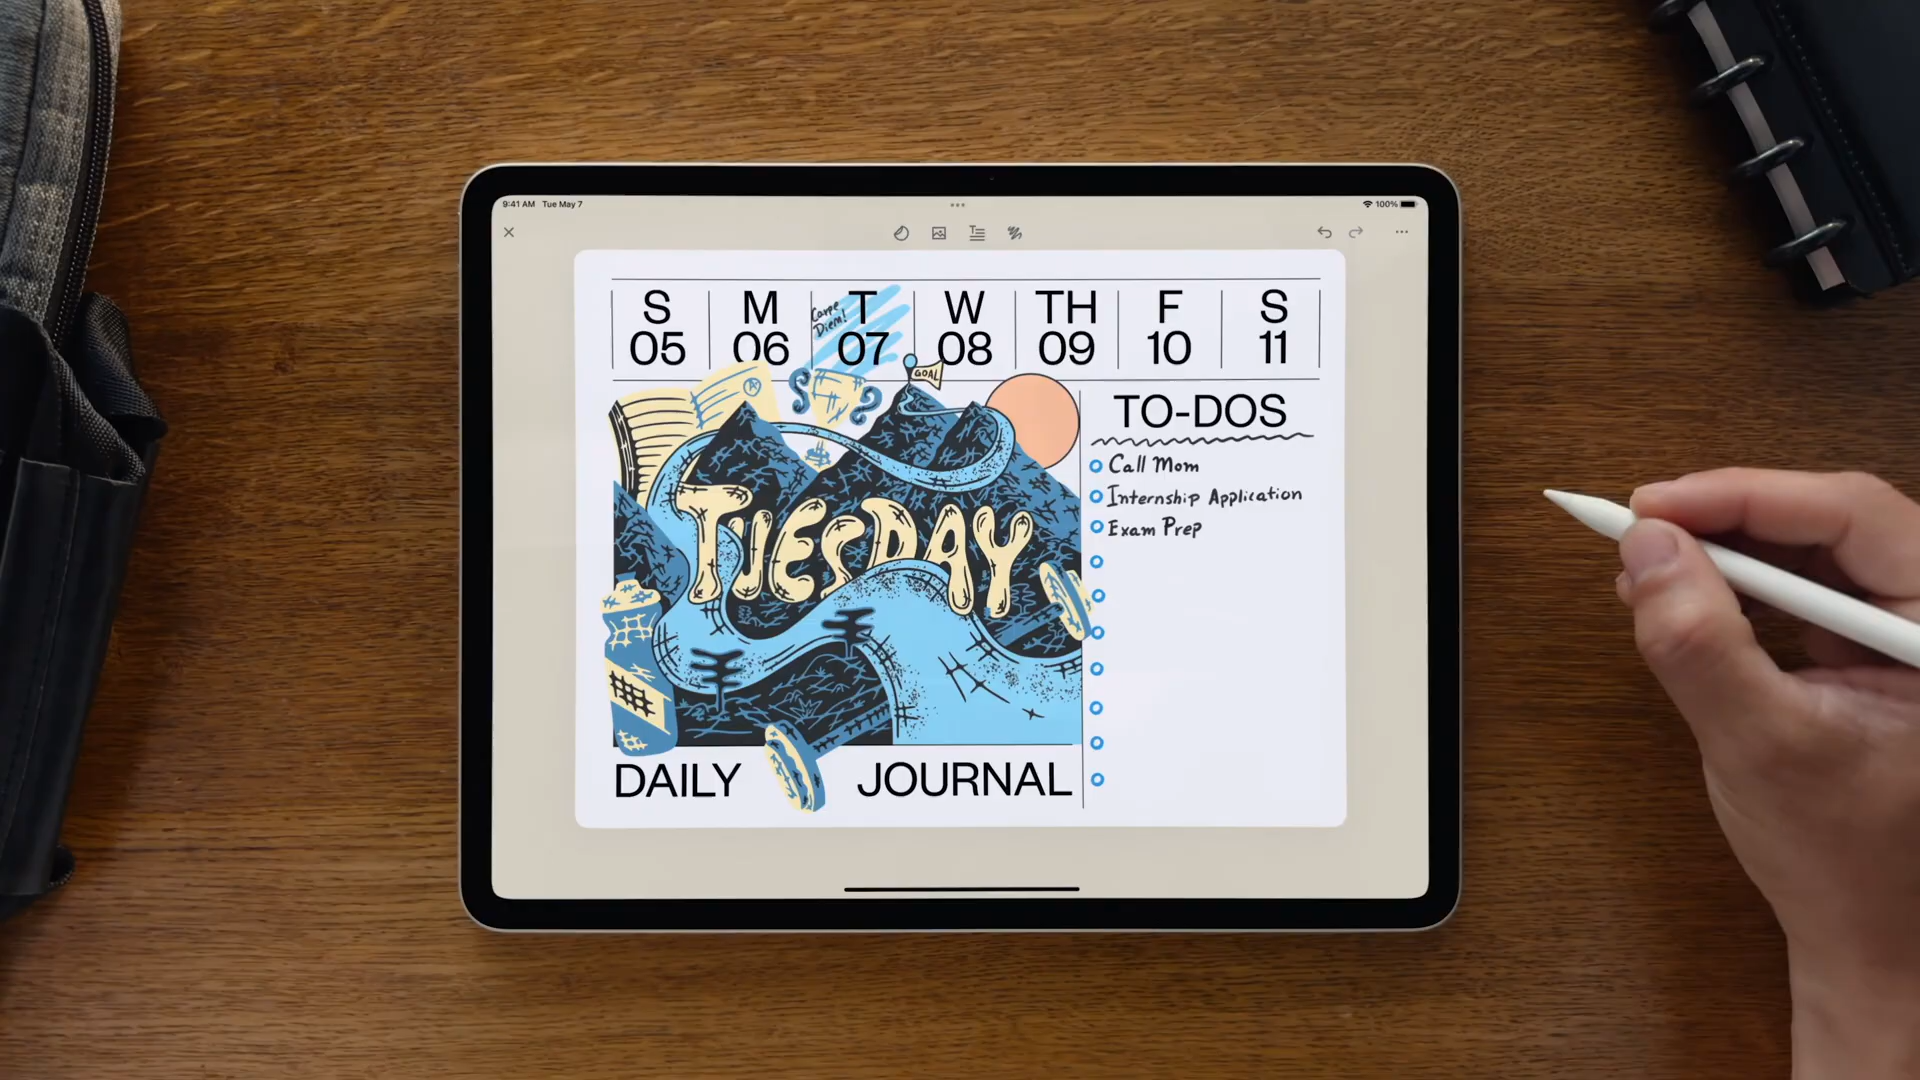 9:41 AM Tue May 7
100%
S M T W TH F S
05 06 07 08 09 10 11
Carpe
Diem!
GOAL
A
TUESDAY
TO-DOS
Call Mom
Internship Application
Exam Prep
DAILY JOURNAL